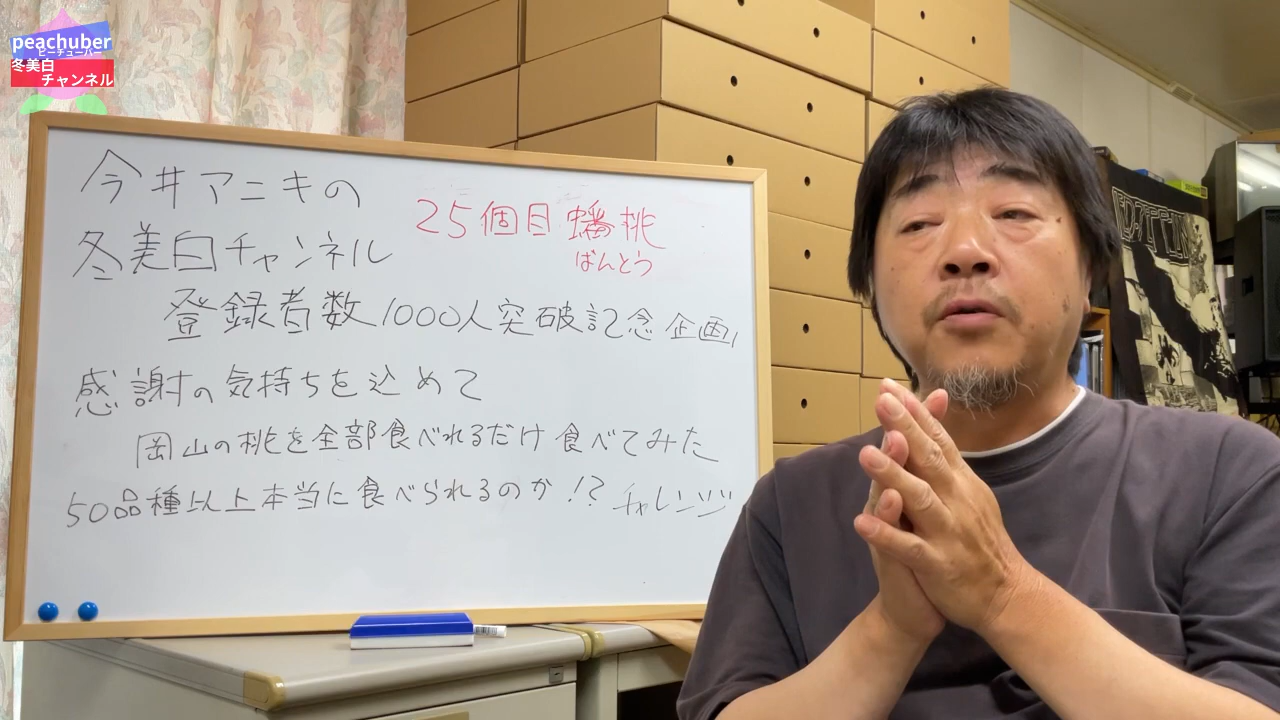 peachuber
ピーチューバー
冬美白
チャンネル
今井アニキの
冬美白チャンネル
25個目 蟠桃
ばんとう
登録者数1000人突破記念企画!
感謝の気持ちを込めて
岡山の桃を全部食べれるだけ食べてみた
50品種以上本当に食べられるのか!?チャレンジ